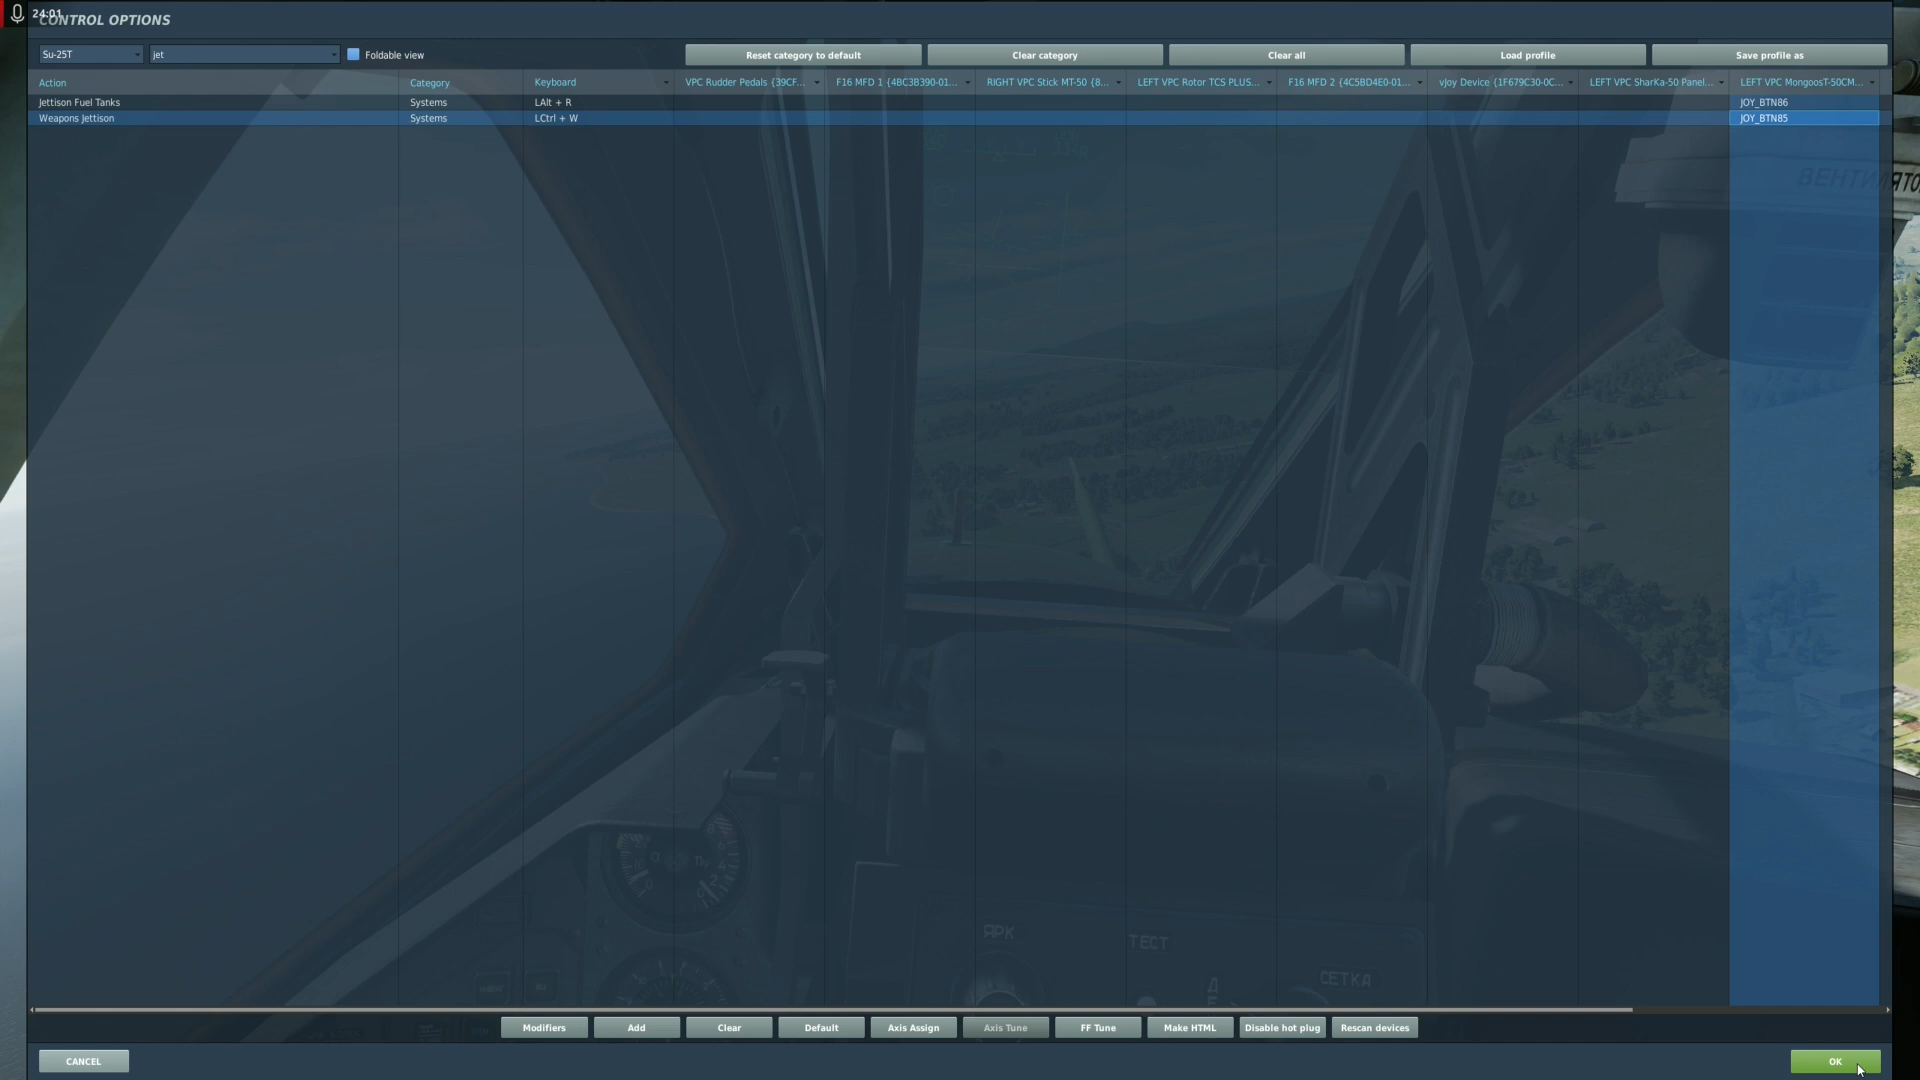 24:01
CONTROL OPTIONS
Su-25T jet Foldable view Reset category to default Clear category Clear all Load profile Save profile as
Action Category Keyboard VPC Rudder Pedals {39CF... F16 MFD 1 {4BC3B390-01... RIGHT VPC Stick MT-50 {8... LEFT VPC Rotor TCS PLUS... F16 MFD 2 {4C5BD4E0-01... vJoy Device {1F679C30-0C... LEFT VPC SharKa-50 Panel... LEFT VPC MongoosT-50CM...
Jettison Fuel Tanks Systems LAlt + R JOY_BTN86
Weapons Jettison Systems LCtrl + W JOY_BTN85
ЯРК
ТЕСТ
СЕТКА
Modifiers Add Clear Default Axis Assign Axis Tune FF Tune Make HTML Disable hot plug Rescan devices
CANCEL OK